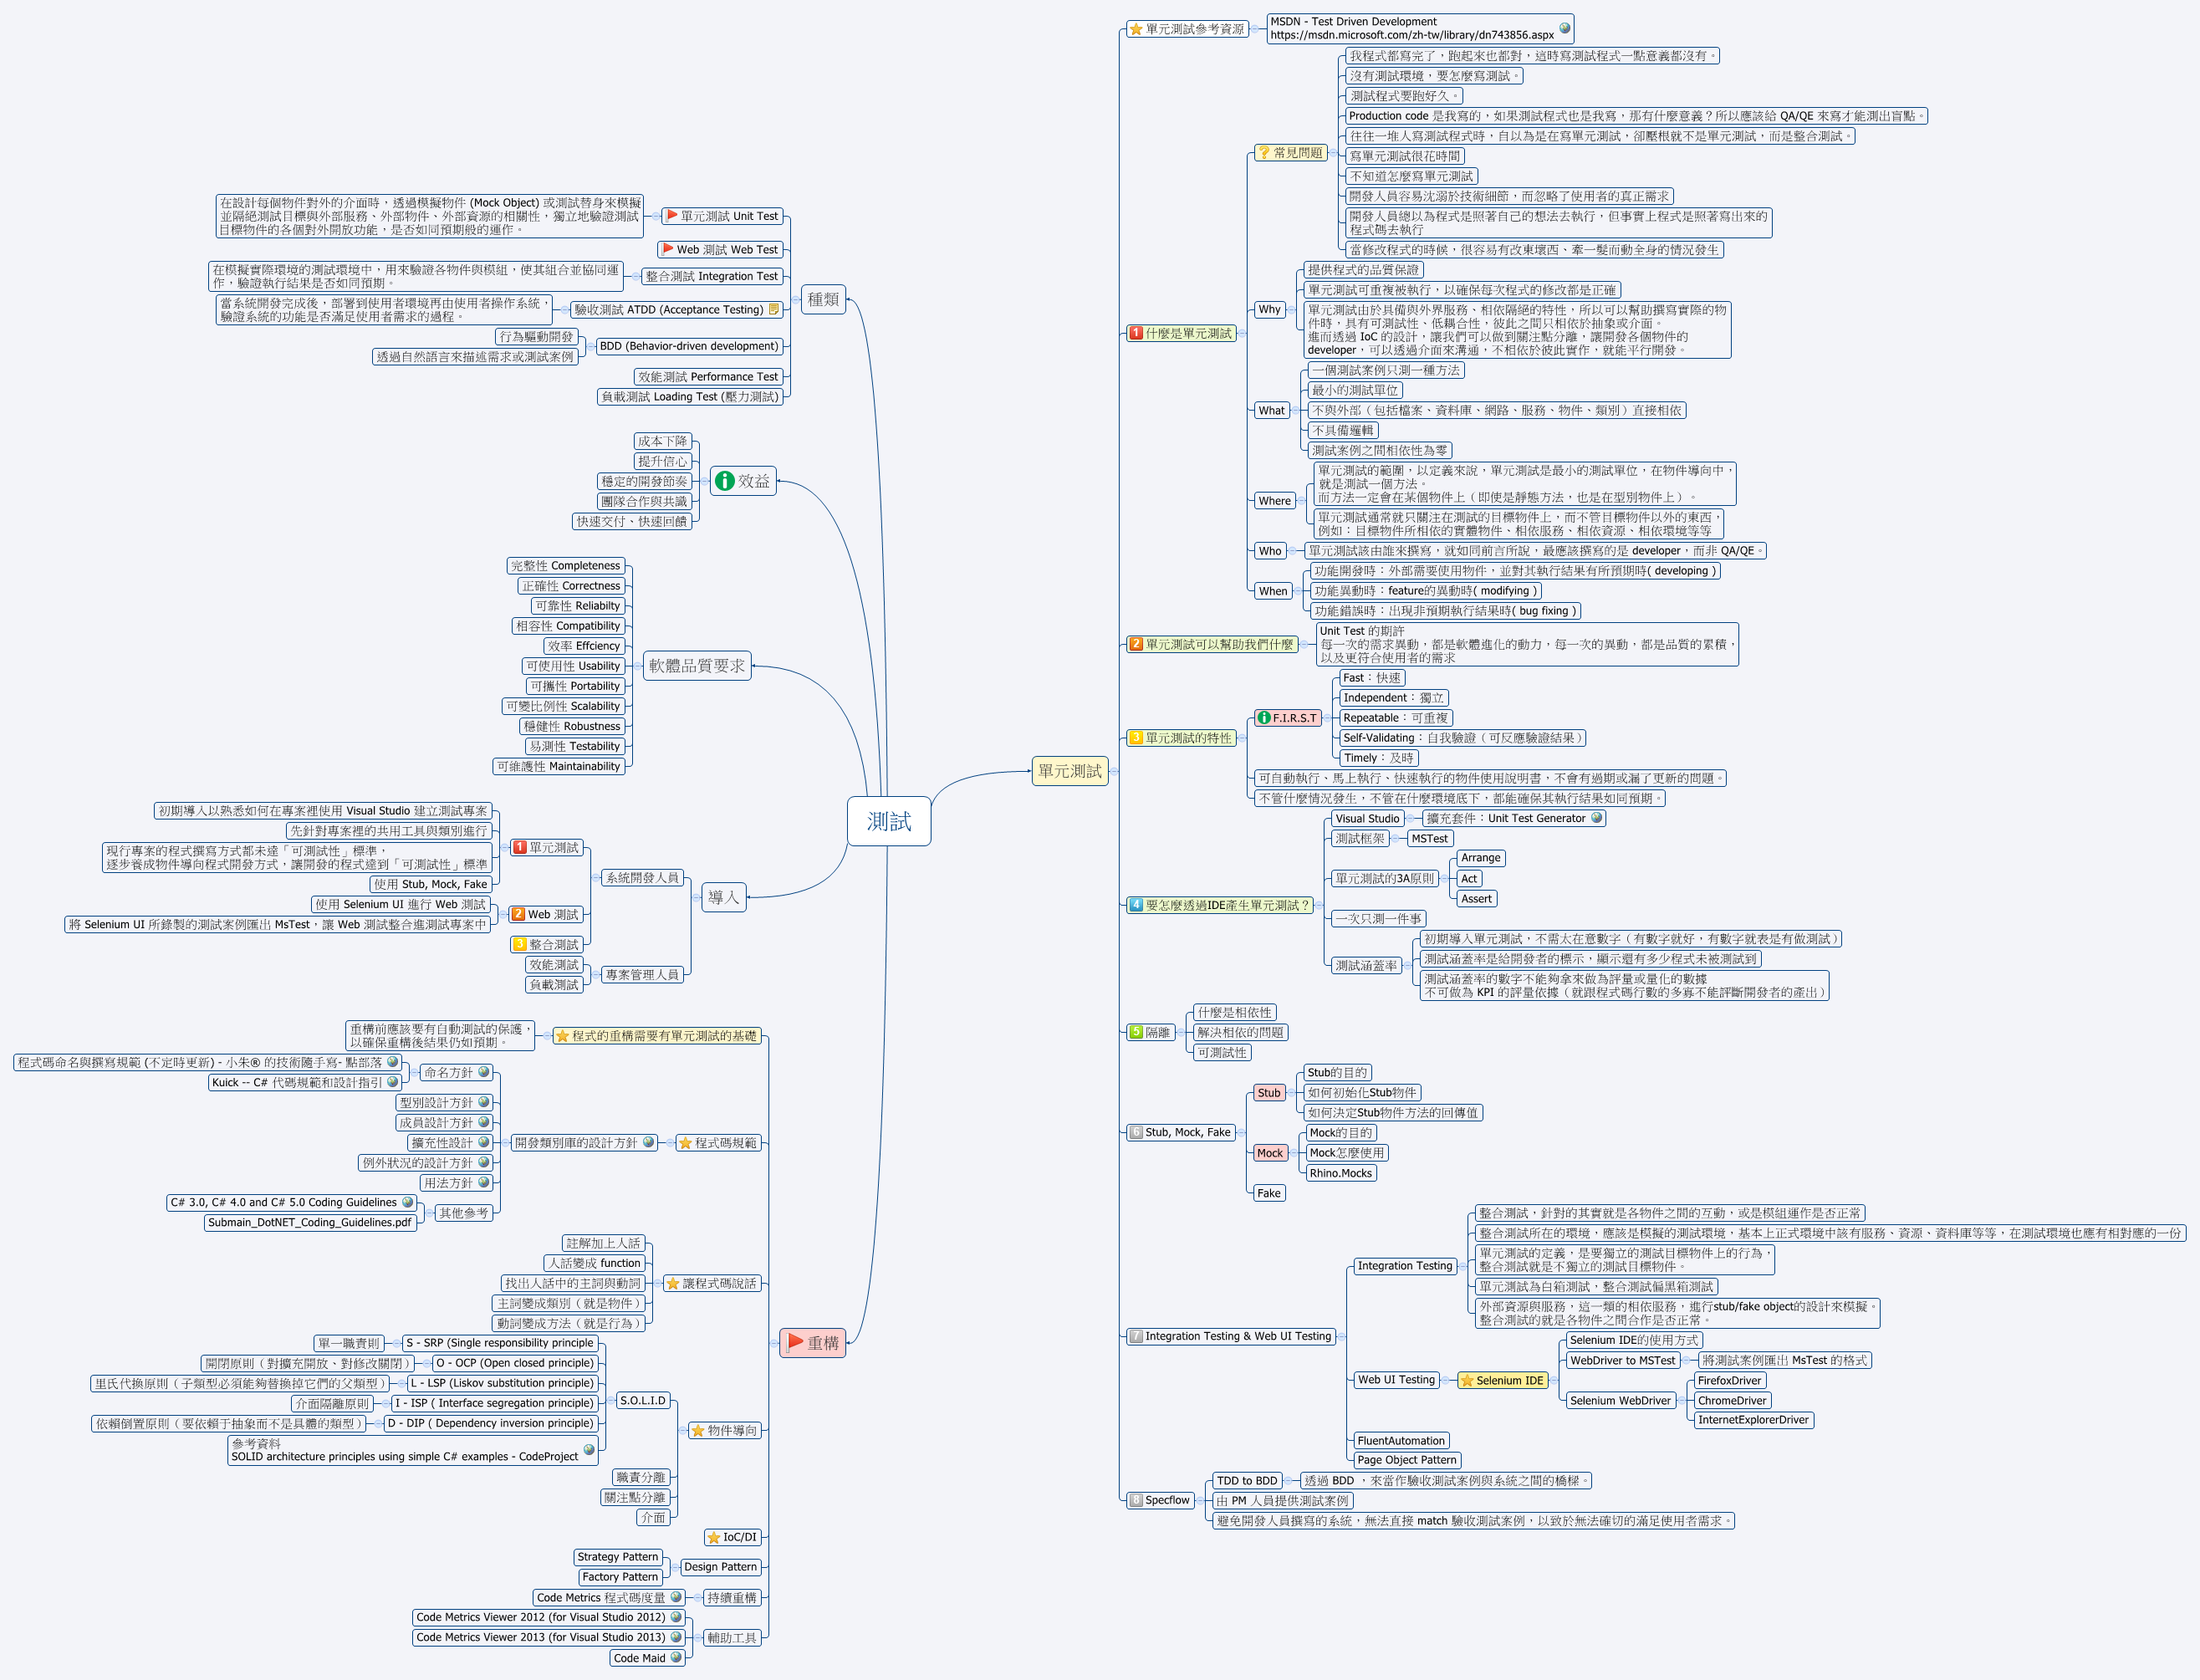 測試
種類
單元測試 Unit Test
在設計每個物件對外的介面時，透過模擬物件 (Mock Object) 或測試替身來模擬
並隔絕測試目標與外部服務、外部物件、外部資源的相關性，獨立地驗證測試
目標物件的各個對外開放功能，是否如同預期般的運作。
Web 測試 Web Test
整合測試 Integration Test
在模擬實際環境的測試環境中，用來驗證各物件與模組，使其組合並協同運
作，驗證執行結果是否如同預期。
驗收測試 ATDD (Acceptance Testing)
當系統開發完成後，部署到使用者環境再由使用者操作系統，
驗證系統的功能是否滿足使用者需求的過程。
BDD (Behavior-driven development)
行為驅動開發
透過自然語言來描述需求或測試案例
效能測試 Performance Test
負載測試 Loading Test (壓力測試)
效益
成本下降
提升信心
穩定的開發節奏
團隊合作與共識
快速交付、快速回饋
軟體品質要求
完整性 Completeness
正確性 Correctness
可靠性 Reliabilty
相容性 Compatibility
效率 Effciency
可使用性 Usability
可攜性 Portability
可變比例性 Scalability
穩健性 Robustness
易測性 Testability
可維護性 Maintainability
導入
系統開發人員
1 單元測試
初期導入以熟悉如何在專案裡使用 Visual Studio 建立測試專案
先針對專案裡的共用工具與類別進行
現行專案的程式撰寫方式都未達「可測試性」標準，
逐步養成物件導向程式開發方式，讓開發的程式達到「可測試性」標準
使用 Stub, Mock, Fake
2 Web 測試
使用 Selenium UI 進行 Web 測試
將 Selenium UI 所錄製的測試案例匯出 MsTest，讓 Web 測試整合進測試專案中
3 整合測試
專案管理人員
效能測試
負載測試
重構
程式的重構需要有單元測試的基礎
重構前應該要有自動測試的保護，
以確保重構後結果仍如預期。
程式碼規範
開發類別庫的設計方針
命名方針
程式碼命名與撰寫規範 (不定時更新) - 小朱® 的技術隨手寫- 點部落
Kuick -- C# 代碼規範和設計指引
型別設計方針
成員設計方針
擴充性設計
例外狀況的設計方針
用法方針
其他參考
C# 3.0, C# 4.0 and C# 5.0 Coding Guidelines
Submain_DotNET_Coding_Guidelines.pdf
讓程式碼說話
註解加上人話
人話變成 function
找出人話中的主詞與動詞
主詞變成類別（就是物件）
動詞變成方法（就是行為）
物件導向
S.O.L.I.D
S - SRP (Single responsibility principle
單一職責則
O - OCP (Open closed principle)
開閉原則（對擴充開放、對修改關閉）
L - LSP (Liskov substitution principle)
里氏代換原則（子類型必須能夠替換掉它們的父類型）
I - ISP ( Interface segregation principle)
介面隔離原則
D - DIP ( Dependency inversion principle)
依賴倒置原則（要依賴于抽象而不是具體的類型）
參考資料
SOLID architecture principles using simple C# examples - CodeProject
職責分離
關注點分離
介面
IoC/DI
Design Pattern
Strategy Pattern
Factory Pattern
持續重構
Code Metrics 程式碼度量
輔助工具
Code Metrics Viewer 2012 (for Visual Studio 2012)
Code Metrics Viewer 2013 (for Visual Studio 2013)
Code Maid
單元測試
單元測試參考資源
MSDN - Test Driven Development
https://msdn.microsoft.com/zh-tw/library/dn743856.aspx
1 什麼是單元測試
常見問題
我程式都寫完了，跑起來也都對，這時寫測試程式一點意義都沒有。
沒有測試環境，要怎麼寫測試。
測試程式要跑好久。
Production code 是我寫的，如果測試程式也是我寫，那有什麼意義？所以應該給 QA/QE 來寫才能測出盲點。
往往一堆人寫測試程式時，自以為是在寫單元測試，卻壓根就不是單元測試，而是整合測試。
寫單元測試很花時間
不知道怎麼寫單元測試
開發人員容易沈溺於技術細節，而忽略了使用者的真正需求
開發人員總以為程式是照著自己的想法去執行，但事實上程式是照著寫出來的
程式碼去執行
當修改程式的時候，很容易有改東壞西、牽一髮而動全身的情況發生
Why
提供程式的品質保證
單元測試可重複被執行，以確保每次程式的修改都是正確
單元測試由於具備與外界服務、相依隔絕的特性，所以可以幫助撰寫實際的物
件時，具有可測試性、低耦合性，彼此之間只相依於抽象或介面。
進而透過 IoC 的設計，讓我們可以做到關注點分離，讓開發各個物件的
developer，可以透過介面來溝通，不相依於彼此實作，就能平行開發。
What
一個測試案例只測一種方法
最小的測試單位
不與外部（包括檔案、資料庫、網路、服務、物件、類別）直接相依
不具備邏輯
測試案例之間相依性為零
Where
單元測試的範圍，以定義來說，單元測試是最小的測試單位，在物件導向中，
就是測試一個方法。
而方法一定會在某個物件上（即使是靜態方法，也是在型別物件上）。
單元測試通常就只關注在測試的目標物件上，而不管目標物件以外的東西，
例如：目標物件所相依的實體物件、相依服務、相依資源、相依環境等等
Who
單元測試該由誰來撰寫，就如同前言所說，最應該撰寫的是 developer，而非 QA/QE。
When
功能開發時：外部需要使用物件，並對其執行結果有所預期時( developing )
功能異動時：feature的異動時( modifying )
功能錯誤時：出現非預期執行結果時( bug fixing )
2 單元測試可以幫助我們什麼
Unit Test 的期許
每一次的需求異動，都是軟體進化的動力，每一次的異動，都是品質的累積，
以及更符合使用者的需求
3 單元測試的特性
F.I.R.S.T
Fast：快速
Independent：獨立
Repeatable：可重複
Self-Validating：自我驗證（可反應驗證結果）
Timely：及時
可自動執行、馬上執行、快速執行的物件使用說明書，不會有過期或漏了更新的問題。
不管什麼情況發生，不管在什麼環境底下，都能確保其執行結果如同預期。
4 要怎麼透過IDE產生單元測試？
Visual Studio
擴充套件：Unit Test Generator
測試框架
MSTest
單元測試的3A原則
Arrange
Act
Assert
一次只測一件事
測試涵蓋率
初期導入單元測試，不需太在意數字（有數字就好，有數字就表是有做測試）
測試涵蓋率是給開發者的標示，顯示還有多少程式未被測試到
測試涵蓋率的數字不能夠拿來做為評量或量化的數據
不可做為 KPI 的評量依據（就跟程式碼行數的多寡不能評斷開發者的產出）
5 隔離
什麼是相依性
解決相依的問題
可測試性
6 Stub, Mock, Fake
Stub
Stub的目的
如何初始化Stub物件
如何決定Stub物件方法的回傳值
Mock
Mock的目的
Mock怎麼使用
Rhino.Mocks
Fake
7 Integration Testing & Web UI Testing
Integration Testing
整合測試，針對的其實就是各物件之間的互動，或是模組運作是否正常
整合測試所在的環境，應該是模擬的測試環境，基本上正式環境中該有服務、資源、資料庫等等，在測試環境也應有相對應的一份
單元測試的定義，是要獨立的測試目標物件上的行為，
整合測試就是不獨立的測試目標物件。
單元測試為白箱測試，整合測試偏黑箱測試
外部資源與服務，這一類的相依服務，進行stub/fake object的設計來模擬。
整合測試的就是各物件之間合作是否正常。
Web UI Testing
Selenium IDE
Selenium IDE的使用方式
WebDriver to MSTest
將測試案例匯出 MsTest 的格式
Selenium WebDriver
FirefoxDriver
ChromeDriver
InternetExplorerDriver
FluentAutomation
Page Object Pattern
8 Specflow
TDD to BDD
透過 BDD ，來當作驗收測試案例與系統之間的橋樑。
由 PM 人員提供測試案例
避免開發人員撰寫的系統，無法直接 match 驗收測試案例，以致於無法確切的滿足使用者需求。